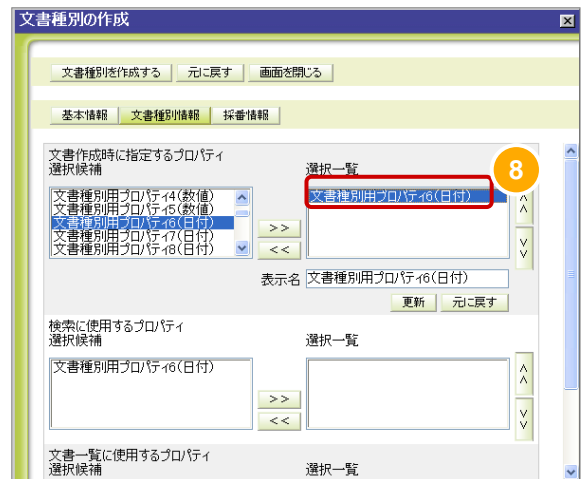 文書種別の作成
文書種別を作成する 元に戻す 画面を閉じる
基本情報 文書種別情報 採番情報
文書作成時に指定するプロパティ
選択候補 選択一覧
8
文書種別用プロパティ4(数値)
文書種別用プロパティ5(数値)
文書種別用プロパティ6(日付)
文書種別用プロパティ7(日付)
文書種別用プロパティ8(日付)
>>
<<
文書種別用プロパティ6(日付)
表示名 文書種別用プロパティ6(日付)
更新 元に戻す
検索に使用するプロパティ
選択候補 選択一覧
文書種別用プロパティ6(日付)
>>
<<
文書一覧に使用するプロパティ
選択候補 選択一覧